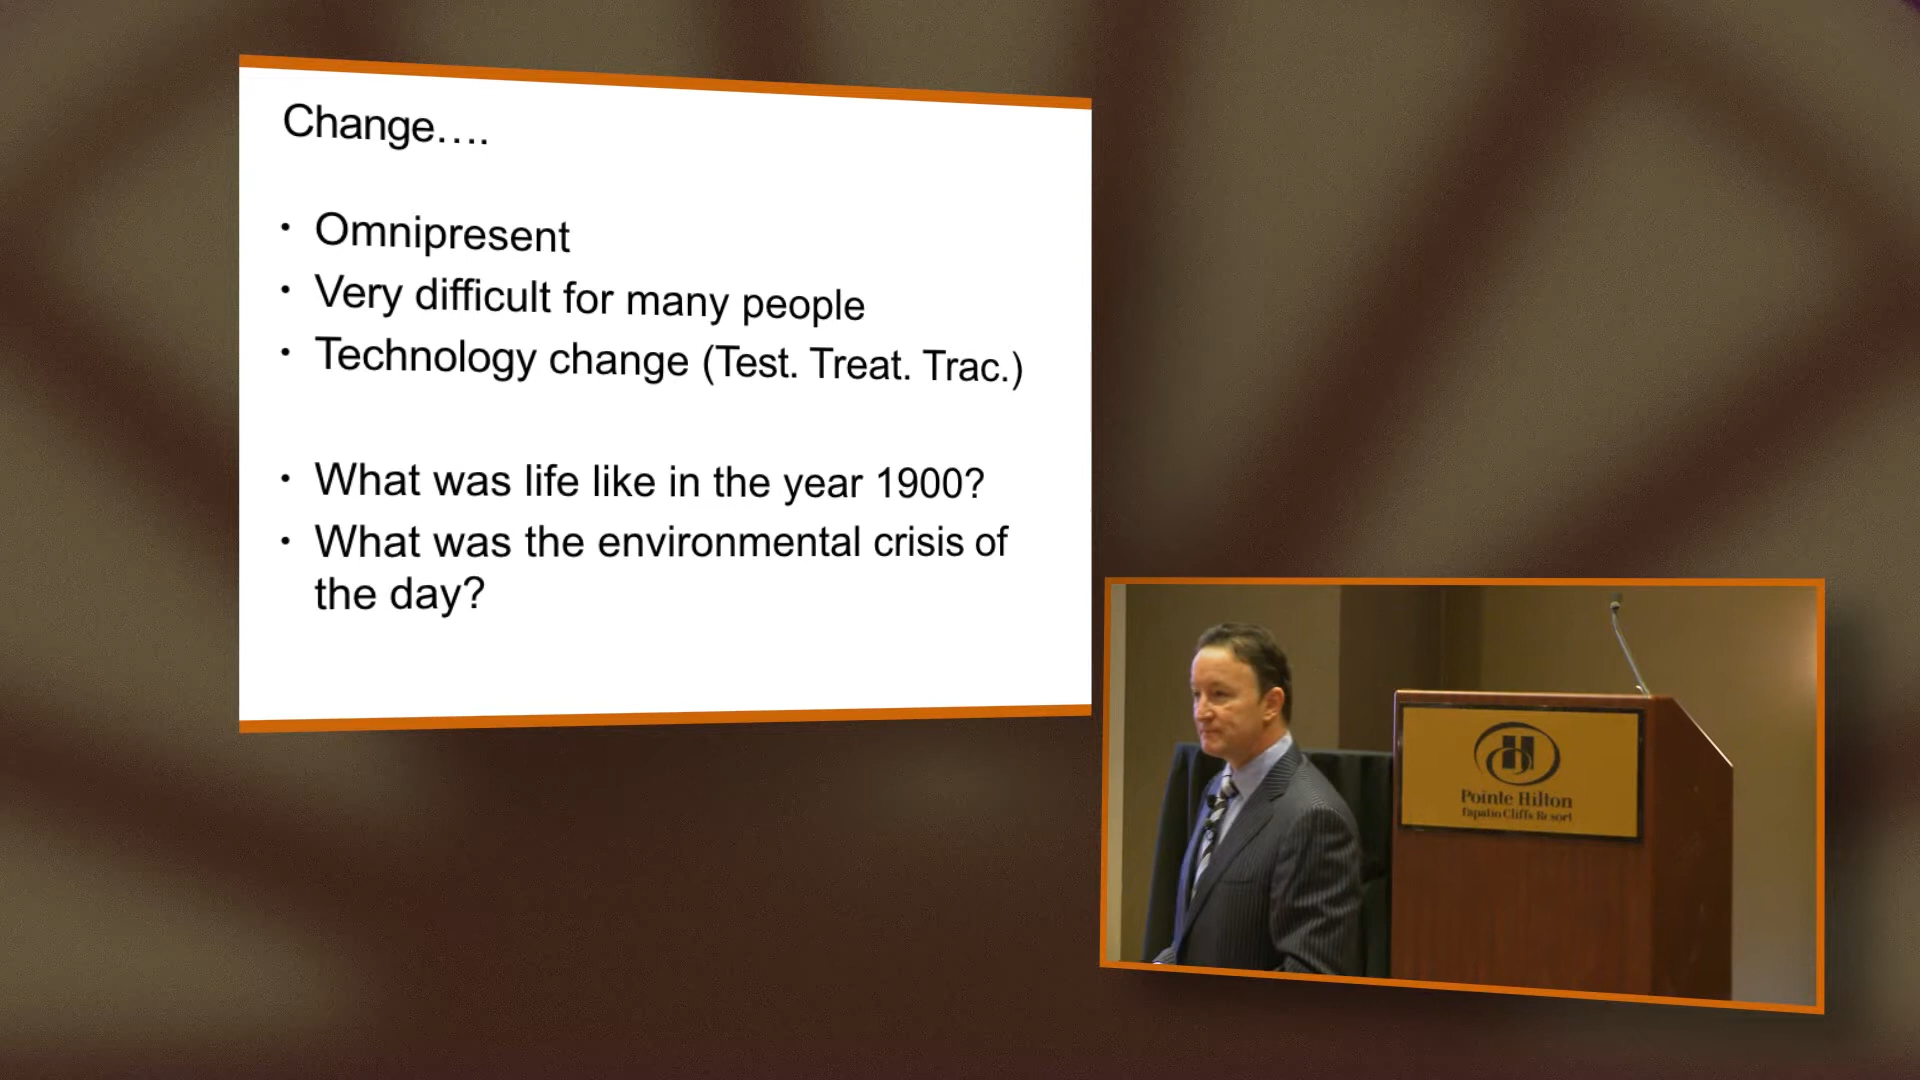 Change….
• Omnipresent
• Very difficult for many people
• Technology change (Test. Treat. Trac.)
• What was life like in the year 1900?
• What was the environmental crisis of
the day?
Pointe Hilton
Tapatio Cliffs Resort